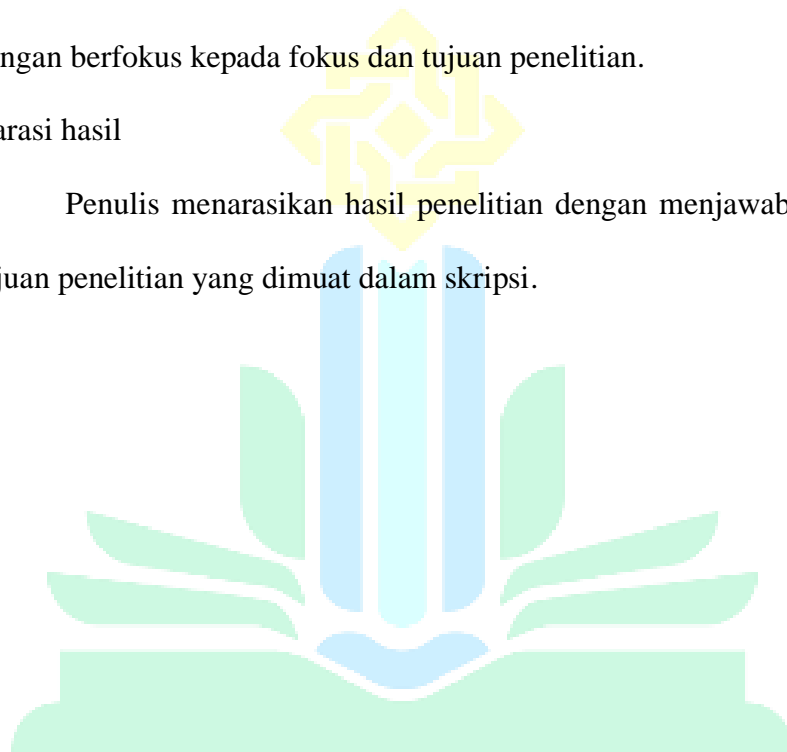 ngan berfokus kepada fokus dan tujuan penelitian.
arasi hasil
Penulis menarasikan hasil penelitian dengan menjawab
juan penelitian yang dimuat dalam skripsi.